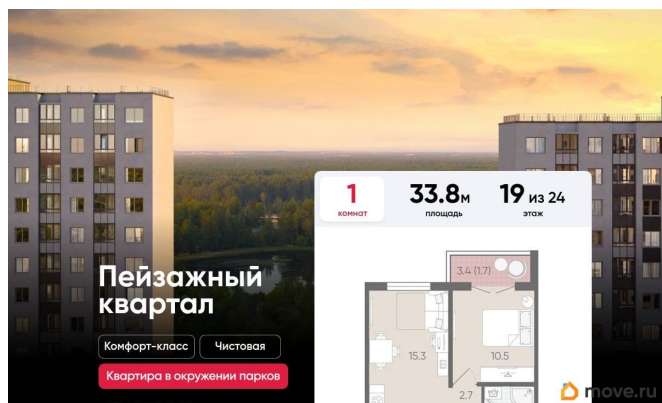 1
комнат
33.8м
площадь
19 из 24
этаж
Пейзажный
квартал
Комфорт-класс
Чистовая
Квартира в окружении парков
3.4 (1.7)
15.3
10.5
2.7
move.ru